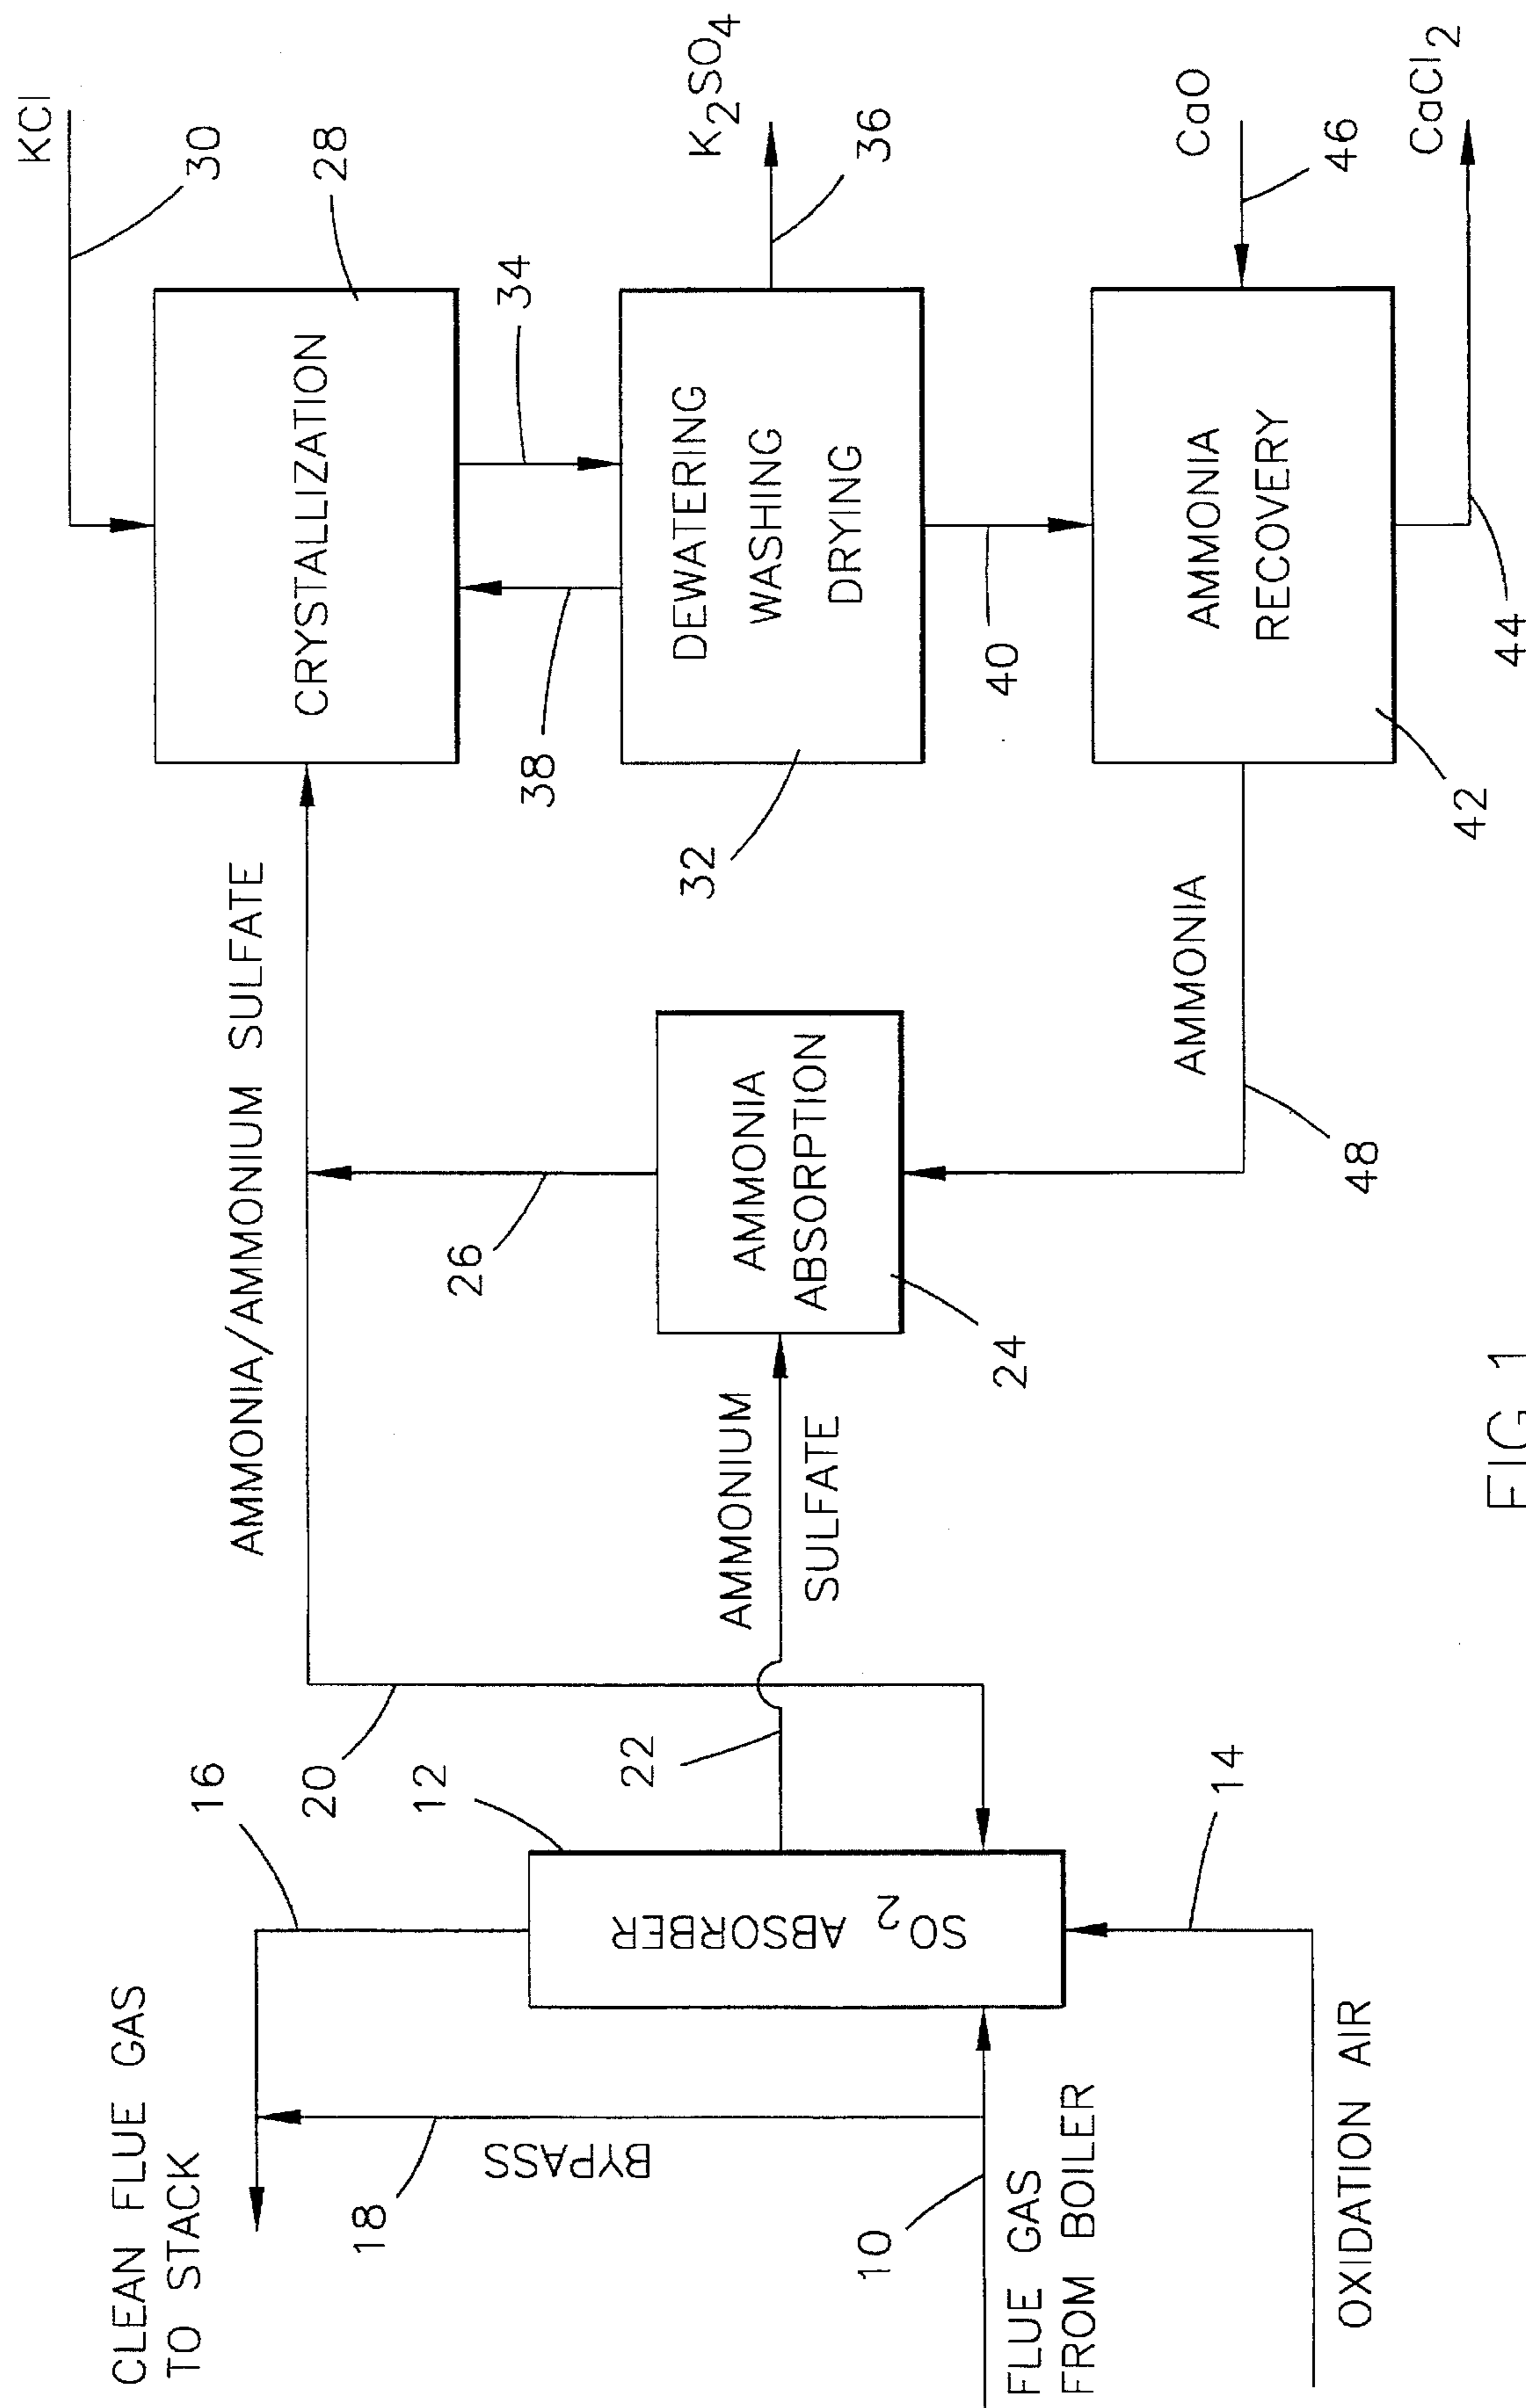 CLEAN FLUE GAS
TO STACK
16
18
BYPASS
10
FLUE GAS
FROM BOILER
OXIDATION AIR
14
SO2 ABSORBER
12
20
22
AMMONIUM
SULFATE
AMMONIA/AMMONIUM SULFATE
26
AMMONIA
ABSORPTION
24
AMMONIA
48
KCl
30
28
CRYSTALLIZATION
34
38
DEWATERING
WASHING
DRYING
32
K2SO4
36
40
AMMONIA
RECOVERY
42
CaO
46
CaCl2
44
FIG 1